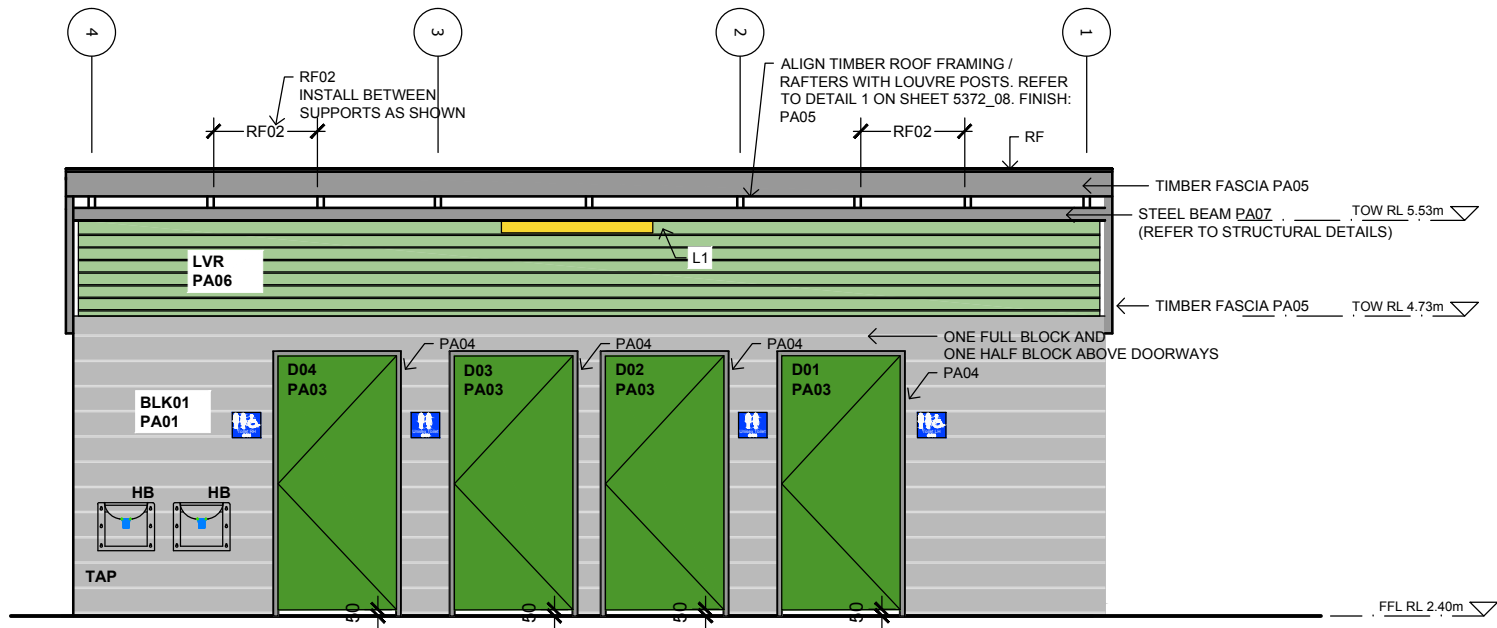 4
3
2
1
RF02
INSTALL BETWEEN
SUPPORTS AS SHOWN
ALIGN TIMBER ROOF FRAMING /
RAFTERS WITH LOUVRE POSTS. REFER
TO DETAIL 1 ON SHEET 5372_08. FINISH:
PA05
RF02
RF02
RF
TIMBER FASCIA PA05
STEEL BEAM PA07
(REFER TO STRUCTURAL DETAILS)
TOW RL 5.53m
L1
LVR
PA06
TIMBER FASCIA PA05
TOW RL 4.73m
ONE FULL BLOCK AND
ONE HALF BLOCK ABOVE DOORWAYS
PA04
PA04
PA04
PA04
D04
PA03
D03
PA03
D02
PA03
D01
PA03
BLK01
PA01
HB
HB
TAP
50
50
50
50
FFL RL 2.40m